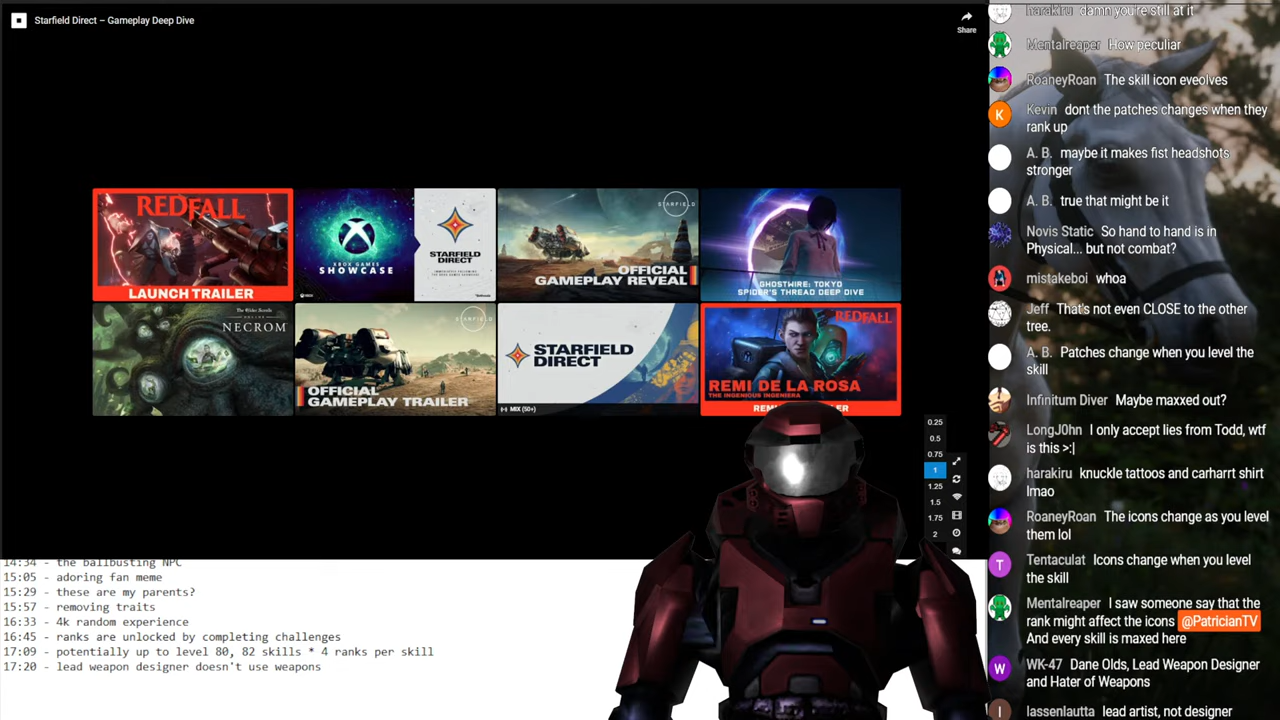 Starfield Direct – Gameplay Deep Dive
Share
REDFALL
LAUNCH TRAILER
XBOX GAMES
SHOWCASE
STARFIELD
DIRECT
STARFIELD
OFFICIAL
GAMEPLAY REVEAL
GHOSTWIRE: TOKYO
SPIDER'S THREAD DEEP DIVE
The Elder Scrolls
NECROM
STARFIELD
OFFICIAL
GAMEPLAY TRAILER
STARFIELD
DIRECT
MIX (50+)
REDFALL
REMI DE LA ROSA
THE INGENIOUS INGENIERA
0.25
0.5
0.75
1
1.25
1.5
1.75
2
14:34 - the ballbusting NPC
15:05 - adoring fan meme
15:29 - these are my parents?
15:57 - removing traits
16:33 - 4k random experience
16:45 - ranks are unlocked by completing challenges
17:09 - potentially up to level 80, 82 skills * 4 ranks per skill
17:20 - lead weapon designer doesn't use weapons
harakiru damn you're still at it
Mentalreaper How peculiar
RoaneyRoan The skill icon eveolves
K
Kevin dont the patches changes when they
rank up
A. B. maybe it makes fist headshots
stronger
A. B. true that might be it
Novis Static So hand to hand is in
Physical... but not combat?
mistakeboi whoa
Jeff That's not even CLOSE to the other
tree.
A. B. Patches change when you level the
skill
Infinitum Diver Maybe maxxed out?
LongJ0hn I only accept lies from Todd, wtf
is this >:|
harakiru knuckle tattoos and carharrt shirt
lmao
RoaneyRoan The icons change as you level
them lol
T
Tentaculat Icons change when you level
the skill
Mentalreaper I saw someone say that the
rank might affect the icons @PatricianTV
And every skill is maxed here
W
WK-47 Dane Olds, Lead Weapon Designer
and Hater of Weapons
I
lassenlautta lead artist, not designer